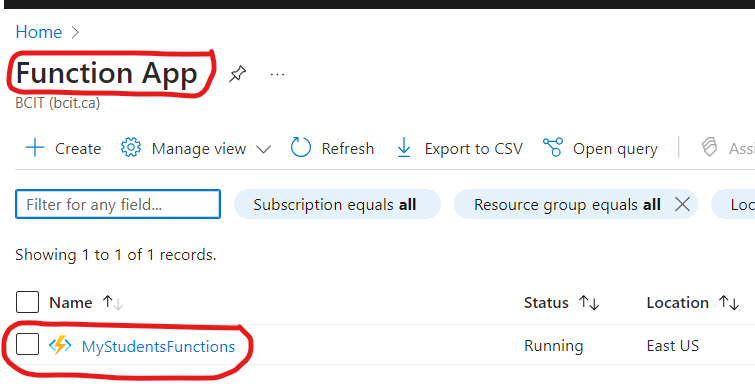 Home >
Function App ...
BCIT (bcit.ca)
+ Create Manage view Refresh Export to CSV Open query
Filter for any field... Subscription equals all Resource group equals all
Showing 1 to 1 of 1 records.
Name ↑↓ Status ↑↓ Location ↑↓
MyStudentsFunctions Running East US